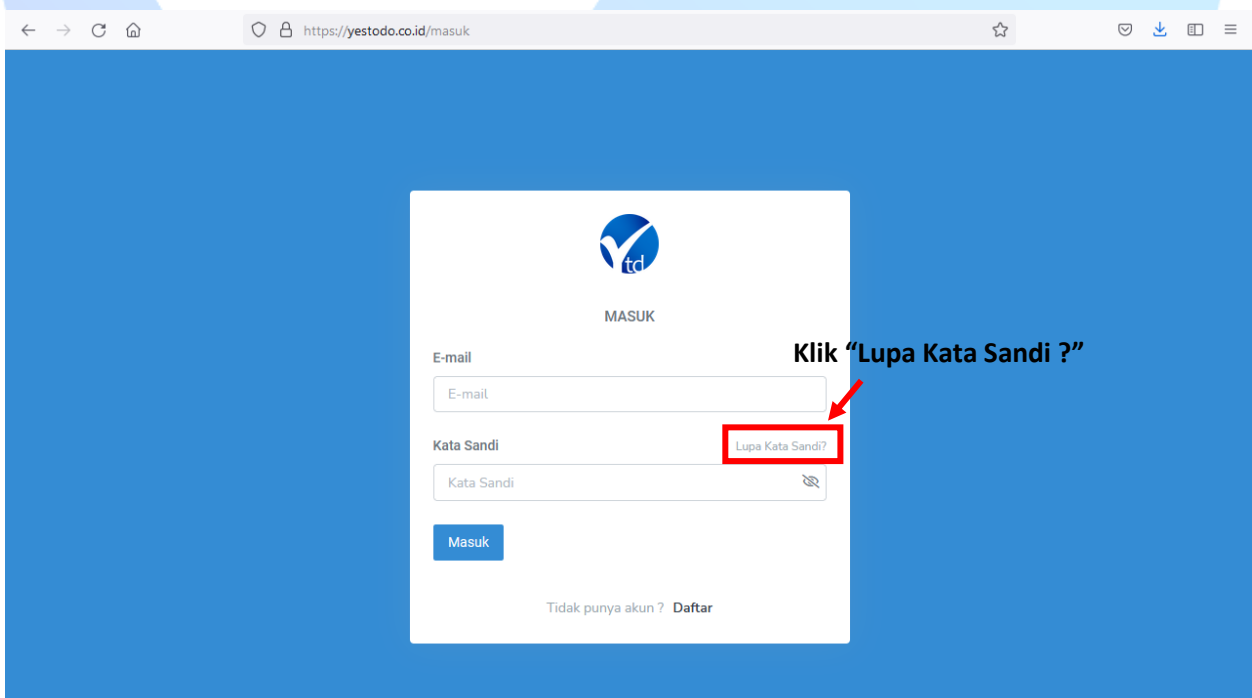 https://yestodo.co.id/masuk
Ytd
MASUK
Klik “Lupa Kata Sandi ?”
E-mail
E-mail
Kata Sandi
Lupa Kata Sandi?
Kata Sandi
Masuk
Tidak punya akun ? Daftar